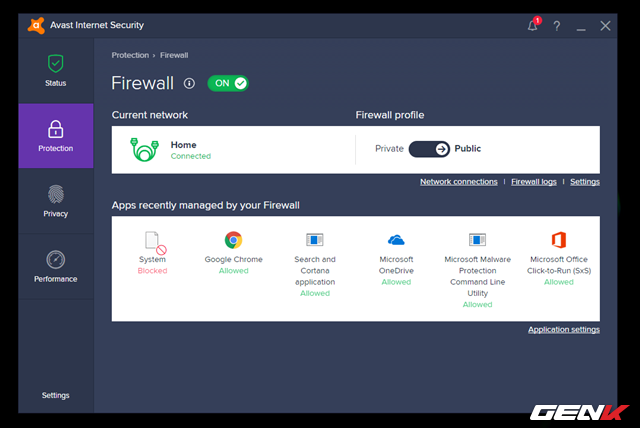 Avast Internet Security
1
?
Status
Protection
Privacy
Performance
Settings
Protection › Firewall
Firewall
ON
Current network
Firewall profile
Home
Connected
Private
Public
Network connections | Firewall logs | Settings
Apps recently managed by your Firewall
System
Blocked
Google Chrome
Allowed
Search and
Cortana
application
Allowed
Microsoft
OneDrive
Allowed
Microsoft Malware
Protection
Command Line
Utility
Allowed
Microsoft Office
Click-to-Run (SxS)
Allowed
Application settings
GENK